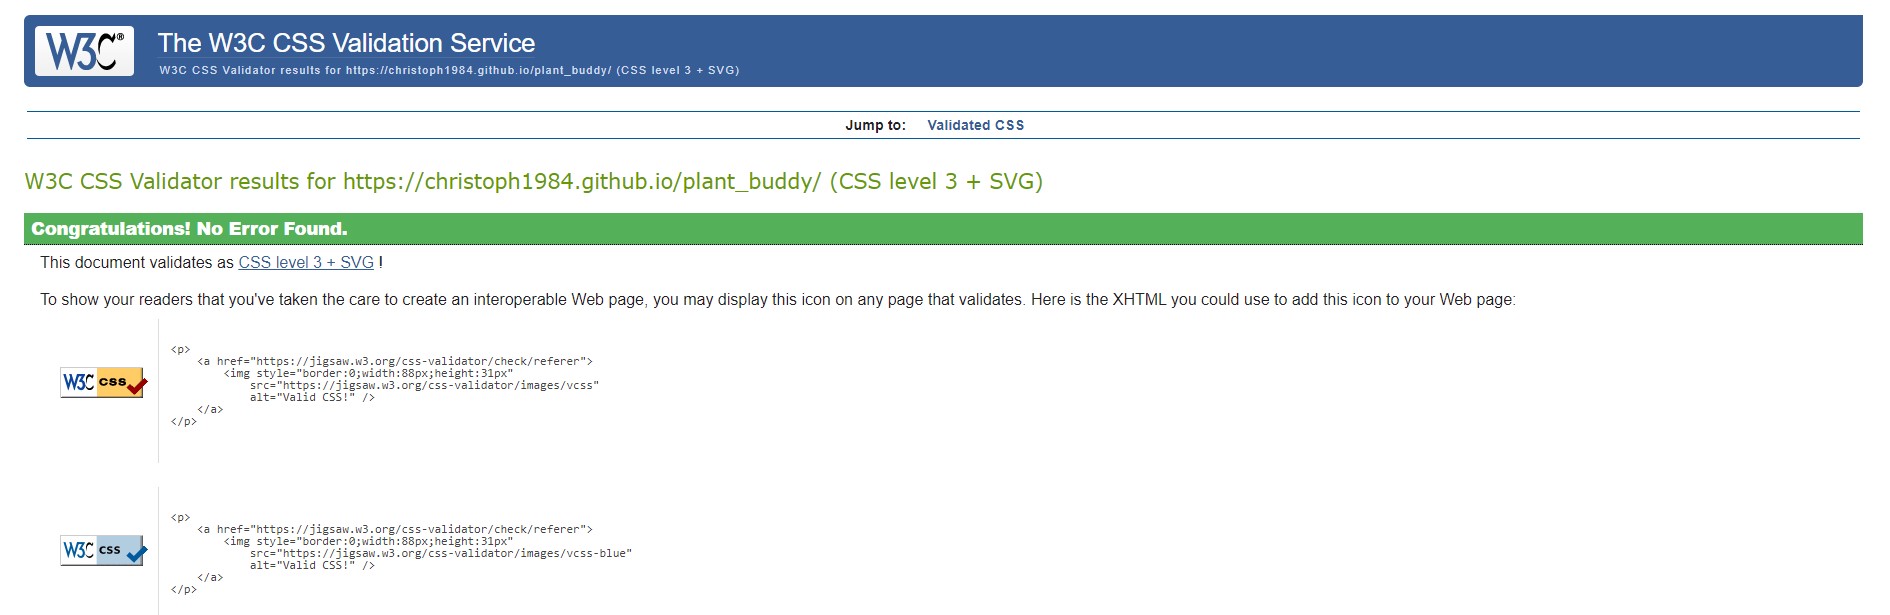 W3C®
The W3C CSS Validation Service
W3C CSS Validator results for https://christoph1984.github.io/plant_buddy/ (CSS level 3 + SVG)
Jump to: Validated CSS
W3C CSS Validator results for https://christoph1984.github.io/plant_buddy/ (CSS level 3 + SVG)
Congratulations! No Error Found.
This document validates as CSS level 3 + SVG !
To show your readers that you've taken the care to create an interoperable Web page, you may display this icon on any page that validates. Here is the XHTML you could use to add this icon to your Web page:
W3C css
<p>
<a href="https://jigsaw.w3.org/css-validator/check/referer">
<img style="border:0;width:88px;height:31px"
src="https://jigsaw.w3.org/css-validator/images/vcss"
alt="Valid CSS!" />
</a>
</p>
W3C css
<p>
<a href="https://jigsaw.w3.org/css-validator/check/referer">
<img style="border:0;width:88px;height:31px"
src="https://jigsaw.w3.org/css-validator/images/vcss-blue"
alt="Valid CSS!" />
</a>
</p>